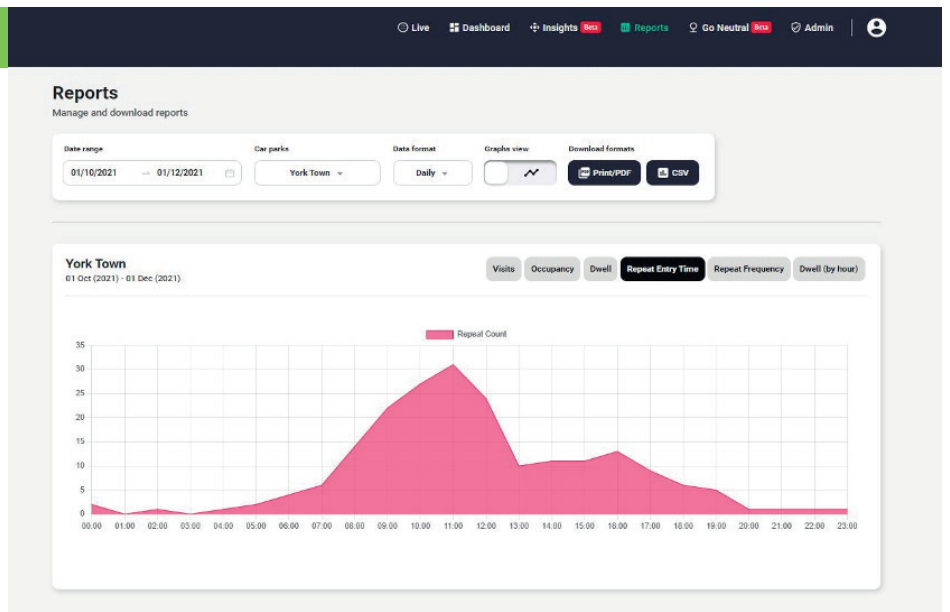 Live Dashboard Insights Beta Reports Go Neutral Beta Admin
Reports
Manage and download reports
Date range Car parks Data format Graphs view Download formats
01/10/2021 → 01/12/2021 York Town Daily Print/PDF CSV
York Town
01 Oct (2021) - 01 Dec (2021)
Visits Occupancy Dwell Repeat Entry Time Repeat Frequency Dwell (by hour)
Repeat Count
35
30
25
20
15
10
5
0
00:00 01:00 02:00 03:00 04:00 05:00 06:00 07:00 08:00 09:00 10:00 11:00 12:00 13:00 14:00 15:00 16:00 17:00 18:00 19:00 20:00 21:00 22:00 23:00